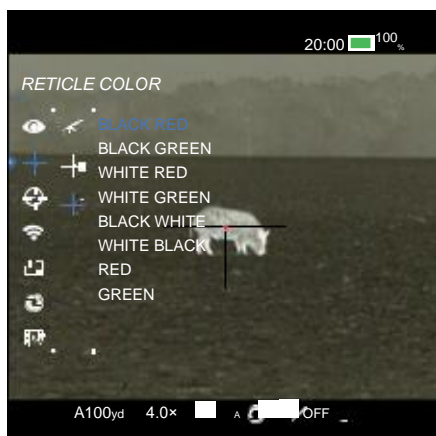 20:00 100%
RETICLE COLOR
BLACK RED
BLACK GREEN
WHITE RED
WHITE GREEN
BLACK WHITE
WHITE BLACK
RED
GREEN
A100yd 4.0× A OFF